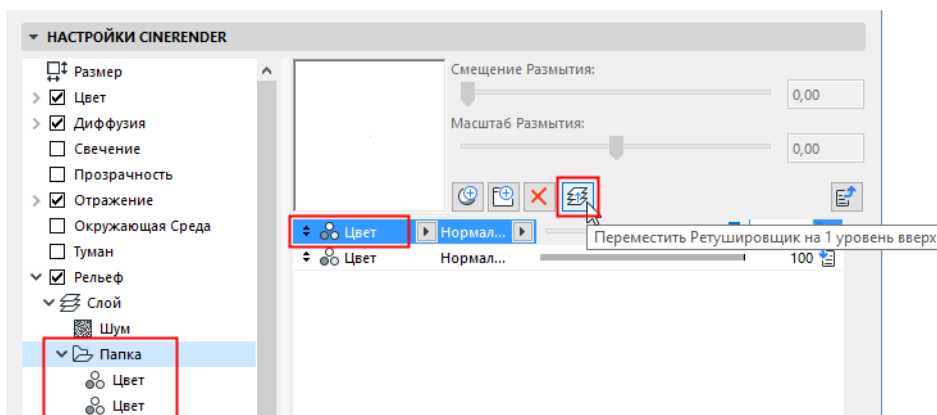 НАСТРОЙКИ CINERENDER
Размер
Цвет
Диффузия
Свечение
Прозрачность
Отражение
Окружающая Среда
Туман
Рельеф
Слой
Шум
Папка
Цвет
Цвет
Смещение Размытия:
0,00
Масштаб Размытия:
0,00
Цвет Нормал...
Переместить Ретушировщик на 1 уровень вверх
Цвет Нормал... 100